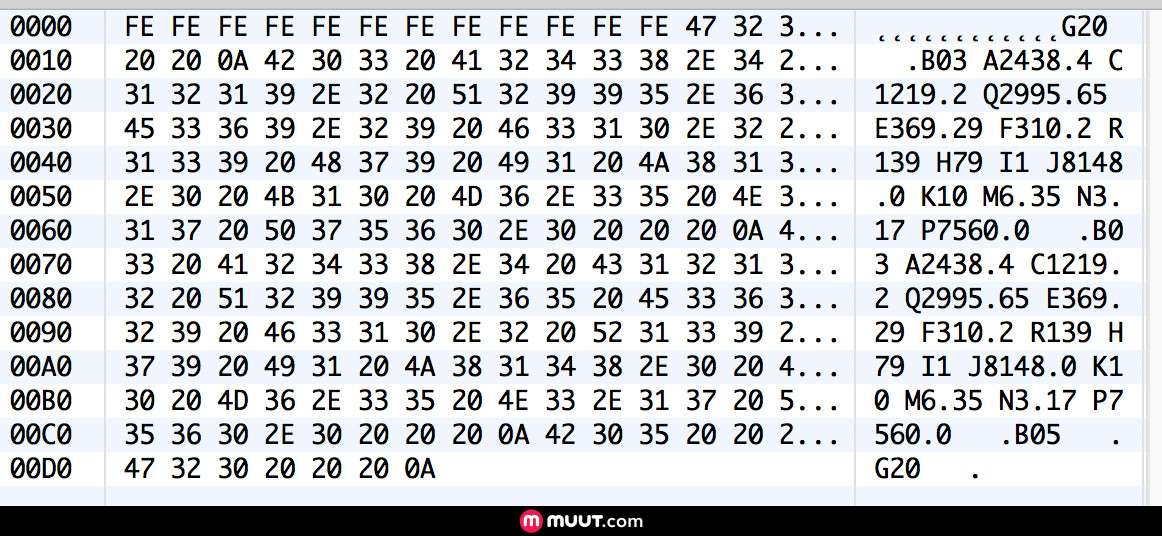 0000 FE FE FE FE FE FE FE FE FE FE FE FE 47 32 3... ˛˛˛˛˛˛˛˛˛˛˛˛G20
0010 20 20 0A 42 30 33 20 41 32 34 33 38 2E 34 2... .B03 A2438.4 C
0020 31 32 31 39 2E 32 20 51 32 39 39 35 2E 36 3... 1219.2 Q2995.65
0030 45 33 36 39 2E 32 39 20 46 33 31 30 2E 32 2... E369.29 F310.2 R
0040 31 33 39 20 48 37 39 20 49 31 20 4A 38 31 3... 139 H79 I1 J8148
0050 2E 30 20 4B 31 30 20 4D 36 2E 33 35 20 4E 3... .0 K10 M6.35 N3.
0060 31 37 20 50 37 35 36 30 2E 30 20 20 20 0A 4... 17 P7560.0 .B0
0070 33 20 41 32 34 33 38 2E 34 20 43 31 32 31 3... 3 A2438.4 C1219.
0080 32 20 51 32 39 39 35 2E 36 35 20 45 33 36 3... 2 Q2995.65 E369.
0090 32 39 20 46 33 31 30 2E 32 20 52 31 33 39 2... 29 F310.2 R139 H
00A0 37 39 20 49 31 20 4A 38 31 34 38 2E 30 20 4... 79 I1 J8148.0 K1
00B0 30 20 4D 36 2E 33 35 20 4E 33 2E 31 37 20 5... 0 M6.35 N3.17 P7
00C0 35 36 30 2E 30 20 20 20 0A 42 30 35 20 20 2... 560.0 .B05 .
00D0 47 32 30 20 20 20 0A G20 .
muut.com